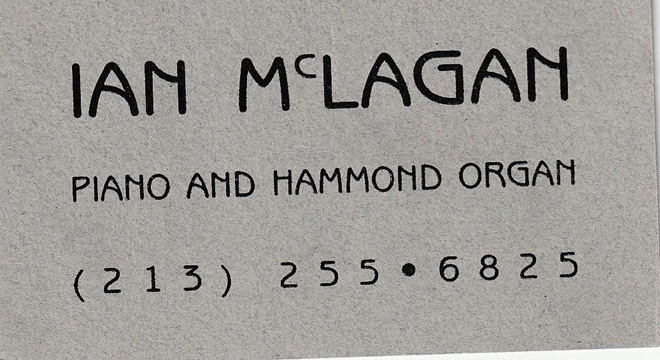 IAN McLAGAN
PIANO AND HAMMOND ORGAN
(213) 255•6825